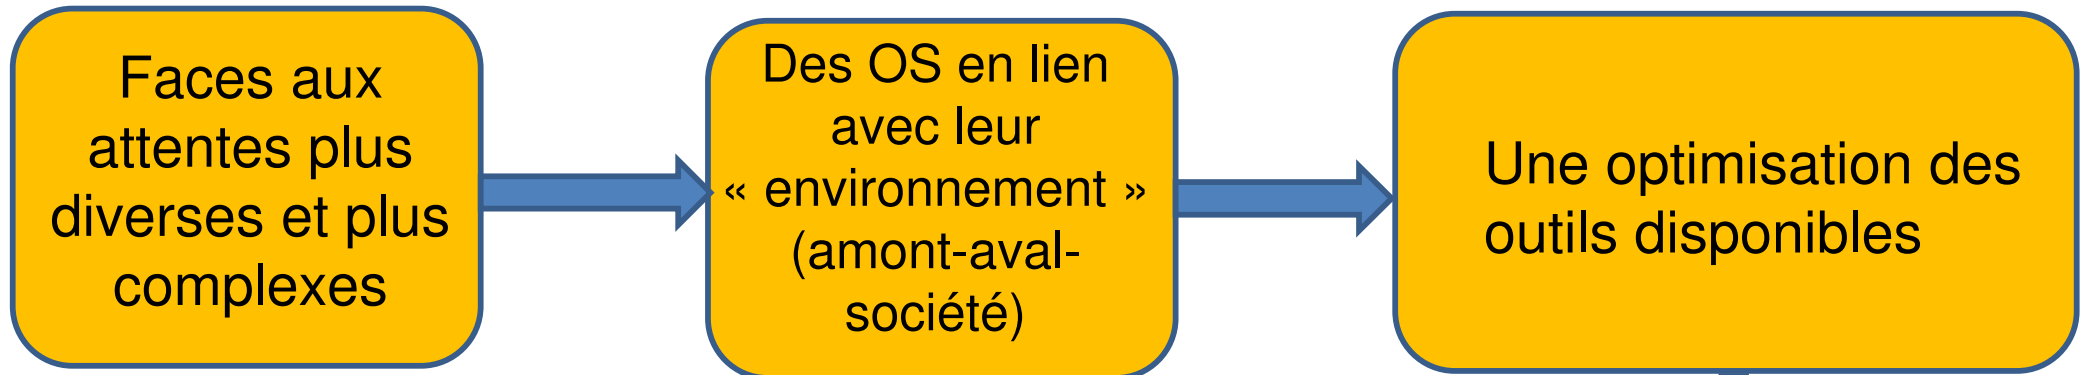 Faces aux
attentes plus
diverses et plus
complexes
Des OS en lien
avec leur
« environnement »
(amont-aval-
société)
Une optimisation des
outils disponibles